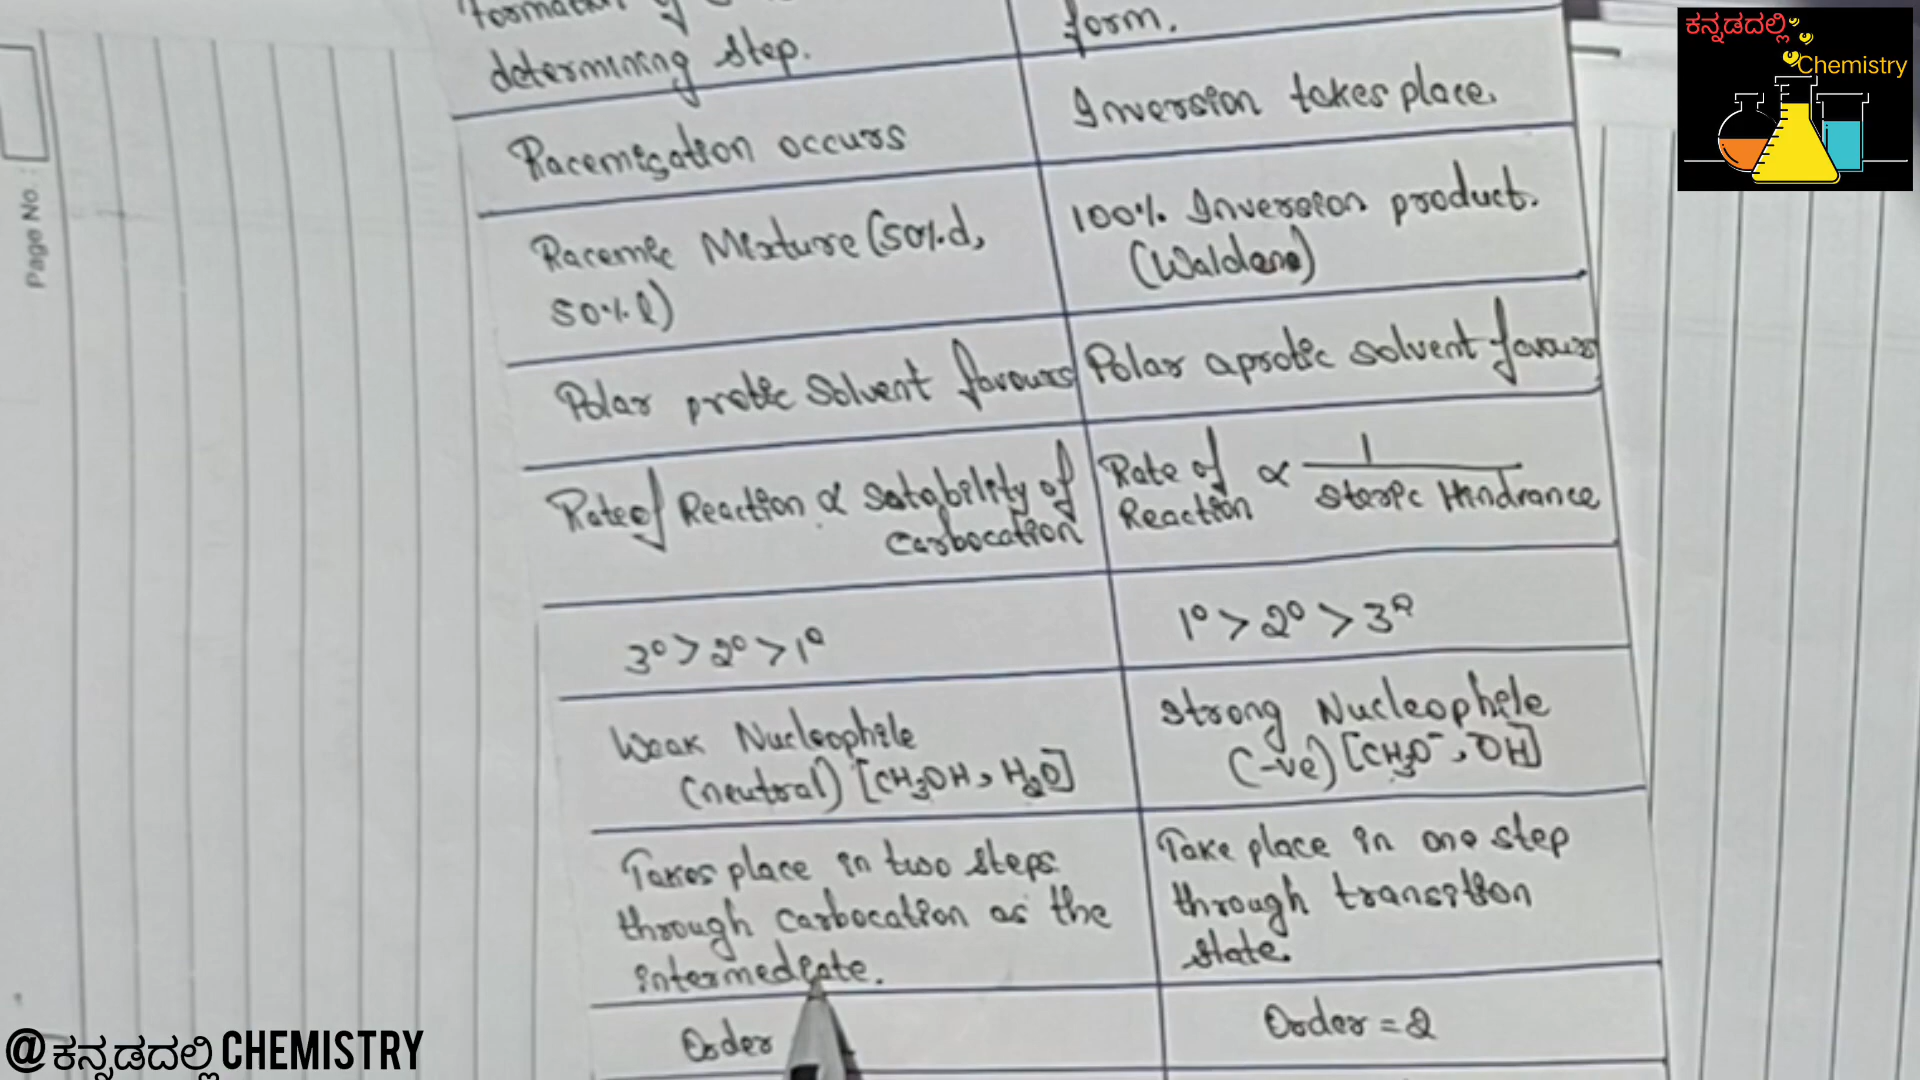 formation of
determining step.
form.
Racemisation occurs
Inversion takes place.
Racemic Mixture (50%d,
50%l)
100% Inversion product.
(Waldene)
Polar protic Solvent favours
Polar aprotic solvent favours
Rate of Reaction ∝ Satability of
carbocation
Rate of Reaction ∝ 1 / Steric Hindrance
3° > 2° > 1°
1° > 2° > 3°
Weak Nucleophile
(neutral) [CH₃OH, H₂O]
Strong Nucleophile
(-ve) [CH₃O⁻, ⁻OH]
Takes place in two steps
through carbocation as the
intermediate.
Take place in one step
through transition
state.
Order
Order = 2
Page No :
ಕನ್ನಡದಲ್ಲಿ
Chemistry
@ಕನ್ನಡದಲ್ಲಿ CHEMISTRY